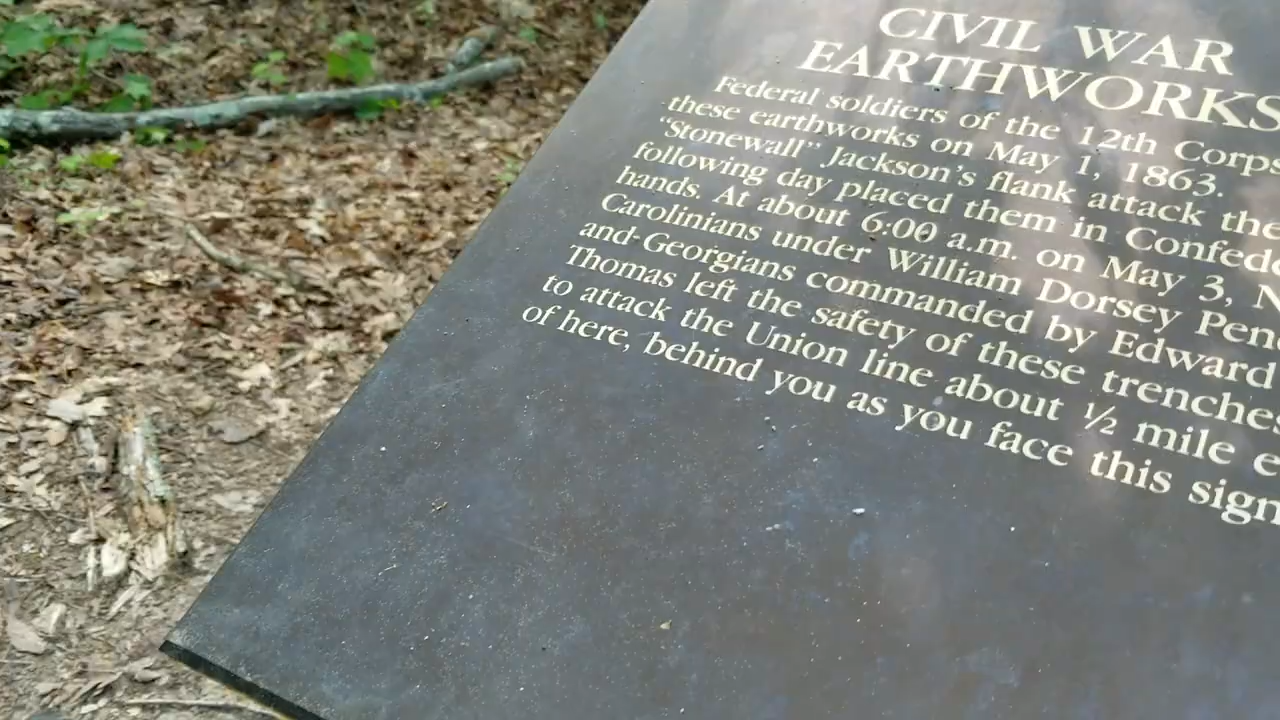 CIVIL WAR
EARTHWORKS
Federal soldiers of the 12th Corps
these earthworks on May 1, 1863.
"Stonewall" Jackson's flank attack the
following day placed them in Confede
hands. At about 6:00 a.m. on May 3, N
Carolinians under William Dorsey Pen
and Georgians commanded by Edward
Thomas left the safety of these trenches
to attack the Union line about ½ mile e
of here, behind you as you face this sign